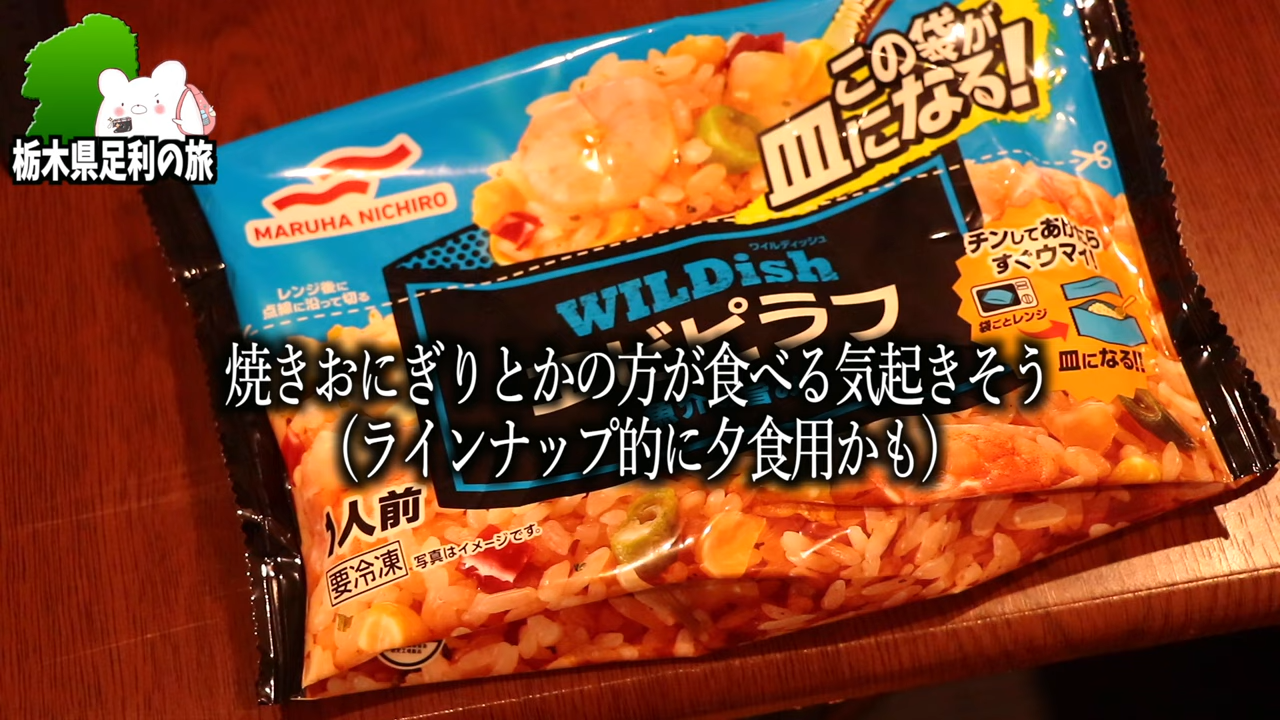 栃木県足利の旅
この袋が
皿になる!
MARUHA NICHIRO
レンジ後に
点線に沿って切る
ワイルディッシュ
WILDish
エビピラフ
チンしてあけたら
すぐウマイ!
袋ごとレンジ
皿になる!!
焼きおにぎりとかの方が食べる気起きそう
（ラインナップ的に夕食用かも）
1人前
要冷凍
写真はイメージです。